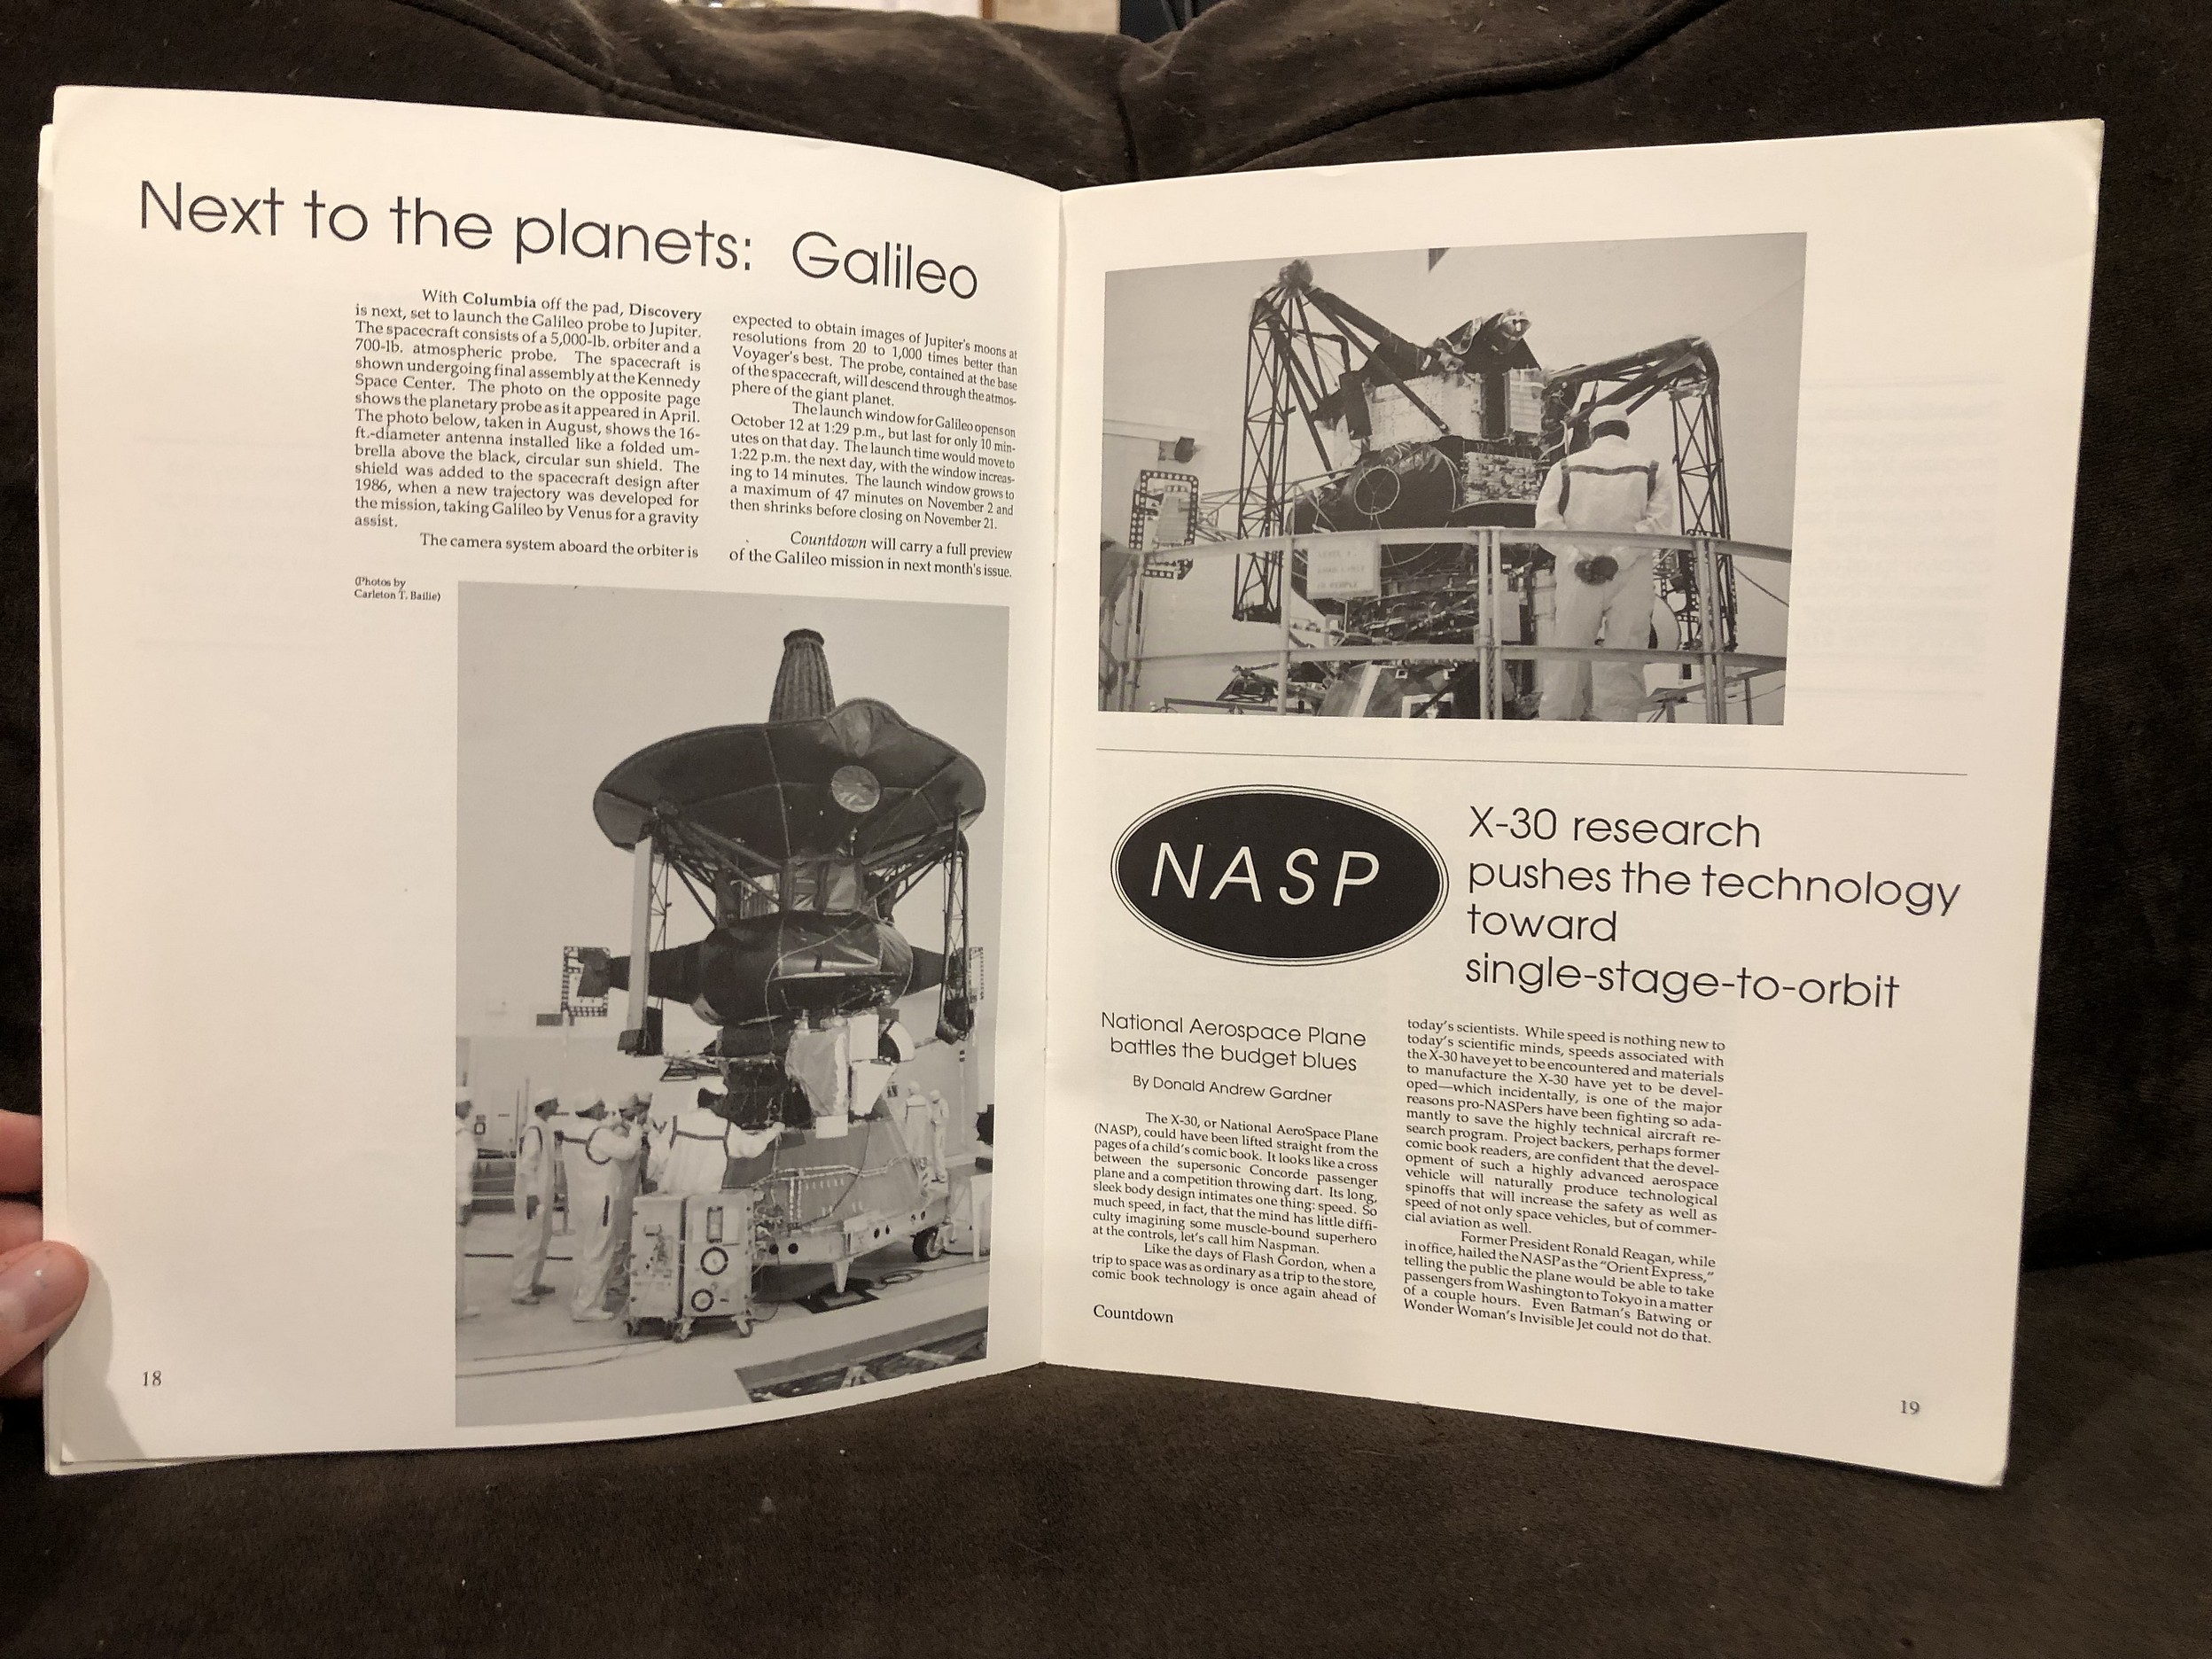 Next to the planets: Galileo
With Columbia off the pad, Discovery
is next, set to launch the Galileo probe to Jupiter.
The spacecraft consists of a 5,000-lb. orbiter and a
700-lb. atmospheric probe. The spacecraft is
shown undergoing final assembly at the Kennedy
Space Center. The photo on the opposite page
shows the planetary probe as it appeared in April.
The photo below, taken in August, shows the 16-
ft.-diameter antenna installed like a folded um-
brella above the black, circular sun shield. The
shield was added to the spacecraft design after
1986, when a new trajectory was developed for
the mission, taking Galileo by Venus for a gravity
assist.
The camera system aboard the orbiter is
expected to obtain images of Jupiter's moons at
resolutions from 20 to 1,000 times better than
Voyager's best. The probe, contained at the base
of the spacecraft, will descend through the atmos-
phere of the giant planet.
The launch window for Galileo opens on
October 12 at 1:29 p.m., but last for only 10 min-
utes on that day. The launch time would move to
1:22 p.m. the next day, with the window increas-
ing to 14 minutes. The launch window grows to
a maximum of 47 minutes on November 2 and
then shrinks before closing on November 21.
Countdown will carry a full preview
of the Galileo mission in next month's issue.
(Photos by
Carleton T. Bailie)
18
NASP
X-30 research
pushes the technology
toward
single-stage-to-orbit
National Aerospace Plane
battles the budget blues
By Donald Andrew Gardner
The X-30, or National AeroSpace Plane
(NASP), could have been lifted straight from the
pages of a child's comic book. It looks like a cross
between the supersonic Concorde passenger
plane and a competition throwing dart. Its long,
sleek body design intimates one thing: speed. So
much speed, in fact, that the mind has little diffi-
culty imagining some muscle-bound superhero
at the controls, let's call him Naspman.
Like the days of Flash Gordon, when a
trip to space was as ordinary as a trip to the store,
comic book technology is once again ahead of
today's scientists. While speed is nothing new to
today's scientific minds, speeds associated with
the X-30 have yet to be encountered and materials
to manufacture the X-30 have yet to be devel-
oped—which incidentally, is one of the major
reasons pro-NASPers have been fighting so ada-
mantly to save the highly technical aircraft re-
search program. Project backers, perhaps former
comic book readers, are confident that the devel-
opment of such a highly advanced aerospace
vehicle will naturally produce technological
spinoffs that will increase the safety as well as
speed of not only space vehicles, but of commer-
cial aviation as well.
Former President Ronald Reagan, while
in office, hailed the NASP as the "Orient Express,"
telling the public the plane would be able to take
passengers from Washington to Tokyo in a matter
of a couple hours. Even Batman's Batwing or
Wonder Woman's Invisible Jet could not do that.
Countdown
19